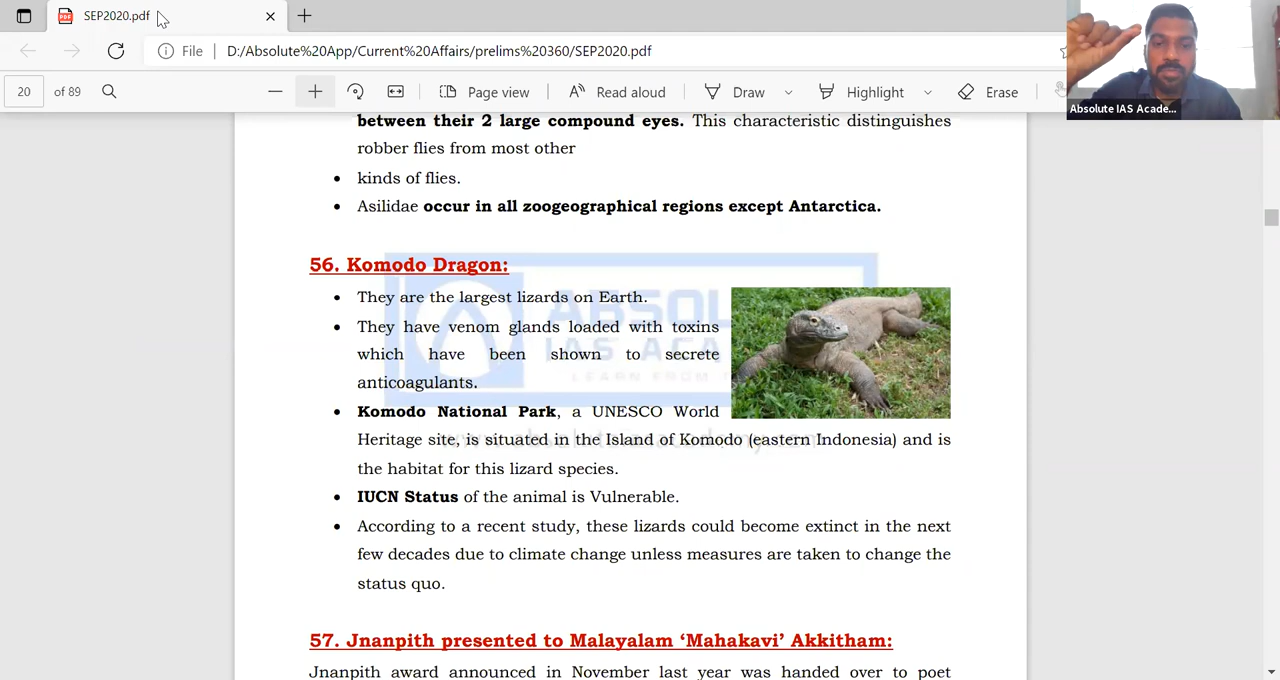 SEP2020.pdf
File
D:/Absolute%20App/Current%20Affairs/prelims%20360/SEP2020.pdf
20 of 89
Page view
Read aloud
Draw
Highlight
Erase
Absolute IAS Acade...
between their 2 large compound eyes. This characteristic distinguishes
robber flies from most other
• kinds of flies.
• Asilidae occur in all zoogeographical regions except Antarctica.
56. Komodo Dragon:
• They are the largest lizards on Earth.
• They have venom glands loaded with toxins
which have been shown to secrete
anticoagulants.
• Komodo National Park, a UNESCO World
Heritage site, is situated in the Island of Komodo (eastern Indonesia) and is
the habitat for this lizard species.
• IUCN Status of the animal is Vulnerable.
• According to a recent study, these lizards could become extinct in the next
few decades due to climate change unless measures are taken to change the
status quo.
57. Jnanpith presented to Malayalam ‘Mahakavi’ Akkitham:
Jnanpith award announced in November last year was handed over to poet